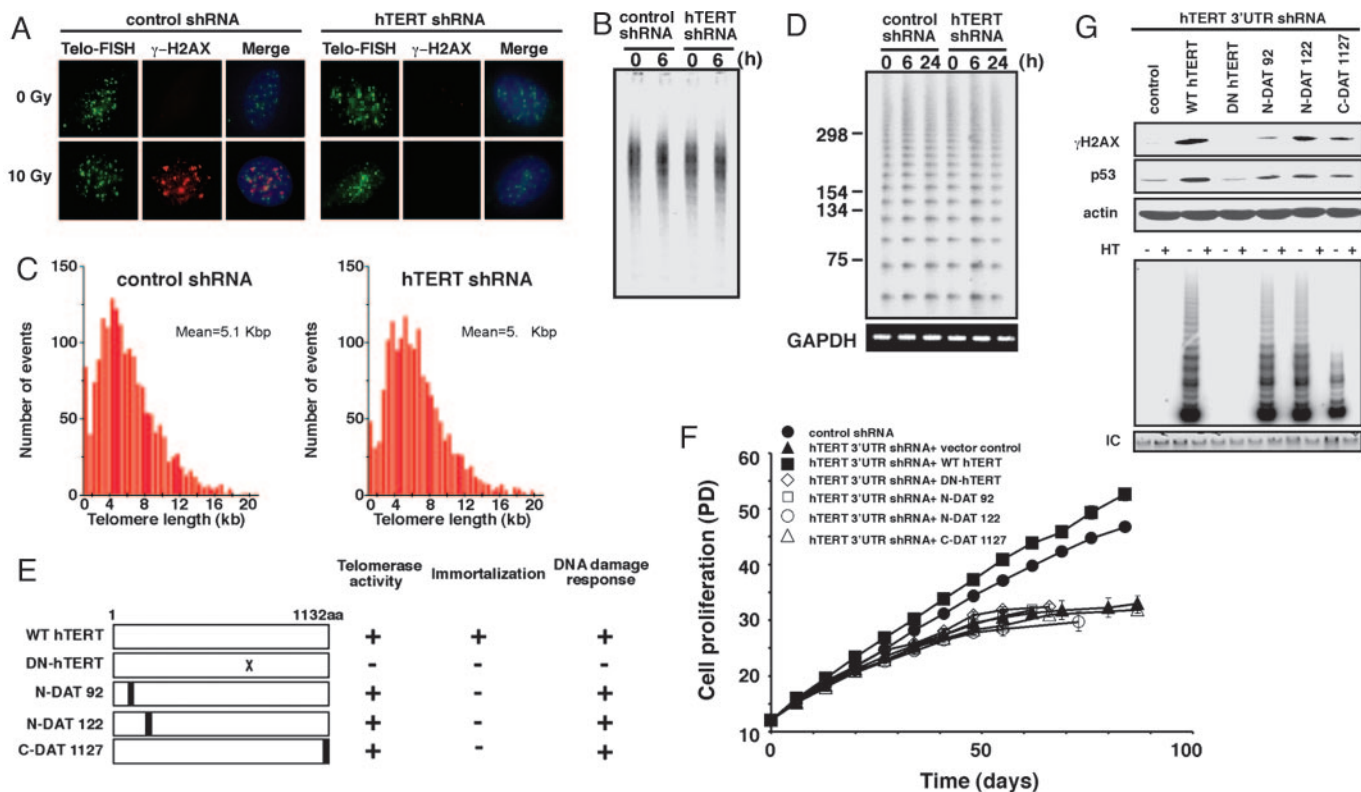 A
control shRNA
hTERT shRNA
Telo-FISH γ-H2AX Merge
Telo-FISH γ-H2AX Merge
0 Gy
10 Gy
B
control shRNA
hTERT shRNA
0 6 0 6 (h)
C
control shRNA
Mean=5.1 Kbp
Number of events
150
100
50
0
0 4 8 12 16 20
Telomere length (kb)
hTERT shRNA
Mean=5. Kbp
Number of events
150
100
50
0
0 4 8 12 16 20
Telomere length (kb)
D
control shRNA
hTERT shRNA
0 6 24 0 6 24 (h)
298
154
134
75
GAPDH
E
Telomerase activity
Immortalization
DNA damage response
1 1132aa
WT hTERT + + +
DN-hTERT X - - -
N-DAT 92 + - +
N-DAT 122 + - +
C-DAT 1127 + - +
F
control shRNA
hTERT 3'UTR shRNA+ vector control
hTERT 3'UTR shRNA+ WT hTERT
hTERT 3'UTR shRNA+ DN-hTERT
hTERT 3'UTR shRNA+ N-DAT 92
hTERT 3'UTR shRNA+ N-DAT 122
hTERT 3'UTR shRNA+ C-DAT 1127
Cell proliferation (PD)
60
50
40
30
20
10
0 50 100
Time (days)
G
hTERT 3'UTR shRNA
control
WT hTERT
DN hTERT
N-DAT 92
N-DAT 122
C-DAT 1127
γH2AX
p53
actin
HT - + - + - + - + - + - +
IC